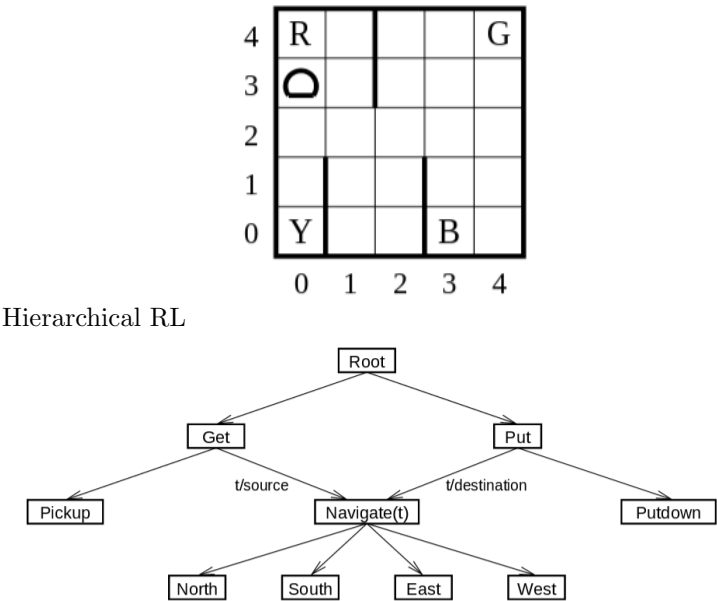 4 R G
3
2
1
0 Y B
0 1 2 3 4
Hierarchical RL
Root
Get Put
t/source t/destination
Pickup Navigate(t) Putdown
North South East West